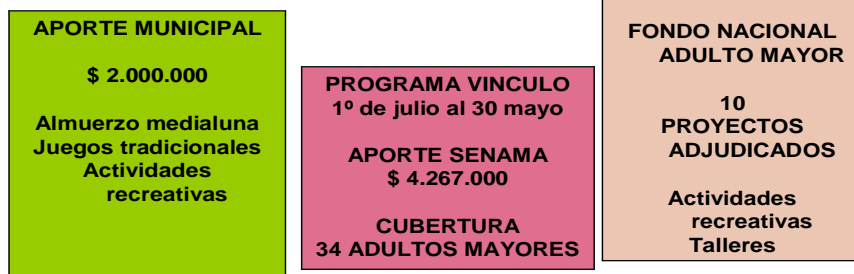 APORTE MUNICIPAL
$ 2.000.000
Almuerzo medialuna
Juegos tradicionales
Actividades
recreativas
PROGRAMA VINCULO
1º de julio al 30 mayo
APORTE SENAMA
$ 4.267.000
CUBERTURA
34 ADULTOS MAYORES
FONDO NACIONAL
ADULTO MAYOR
10
PROYECTOS
ADJUDICADOS
Actividades
recreativas
Talleres